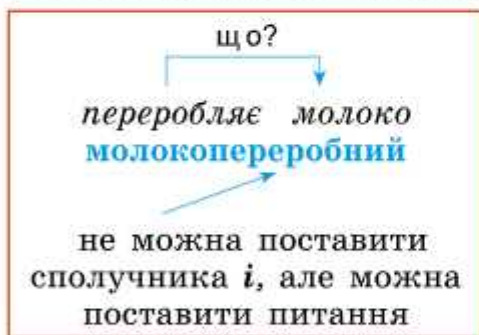 що?
переробляє молоко
молокопереробний
не можна поставити
сполучника і, але можна
поставити питання